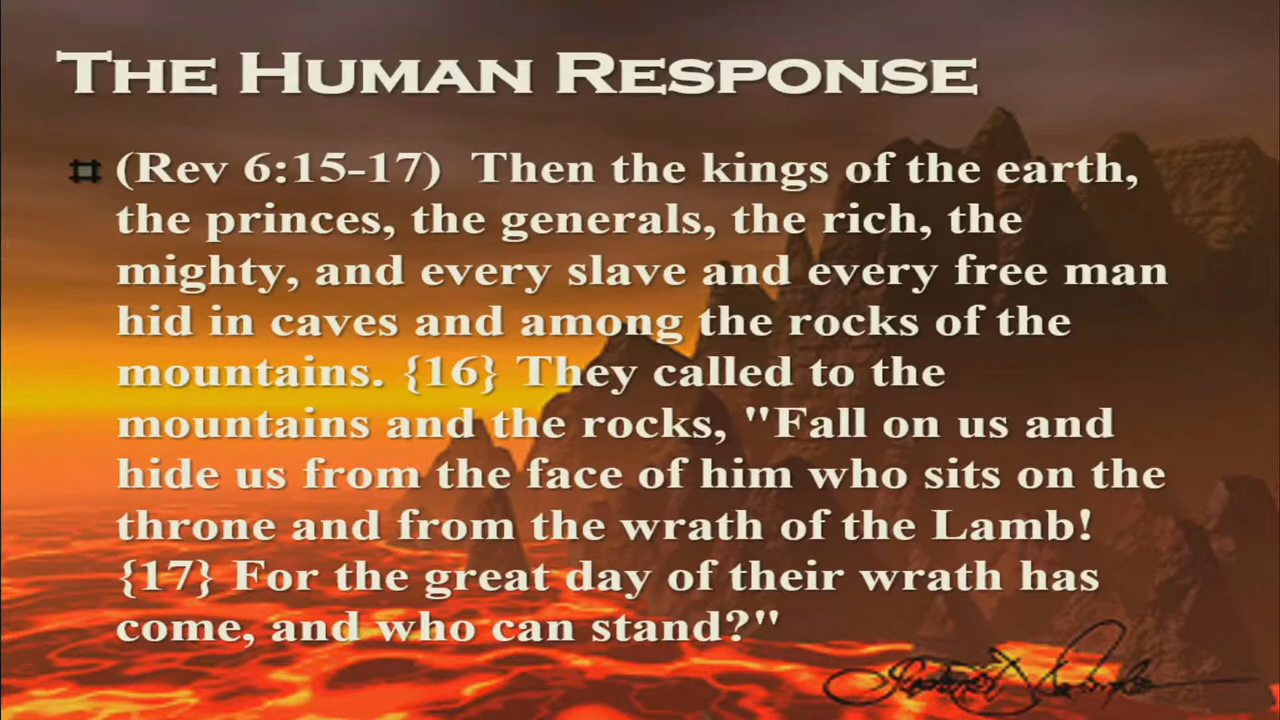 THE HUMAN RESPONSE
(Rev 6:15-17) Then the kings of the earth,
the princes, the generals, the rich, the
mighty, and every slave and every free man
hid in caves and among the rocks of the
mountains. {16} They called to the
mountains and the rocks, "Fall on us and
hide us from the face of him who sits on the
throne and from the wrath of the Lamb!
{17} For the great day of their wrath has
come, and who can stand?"